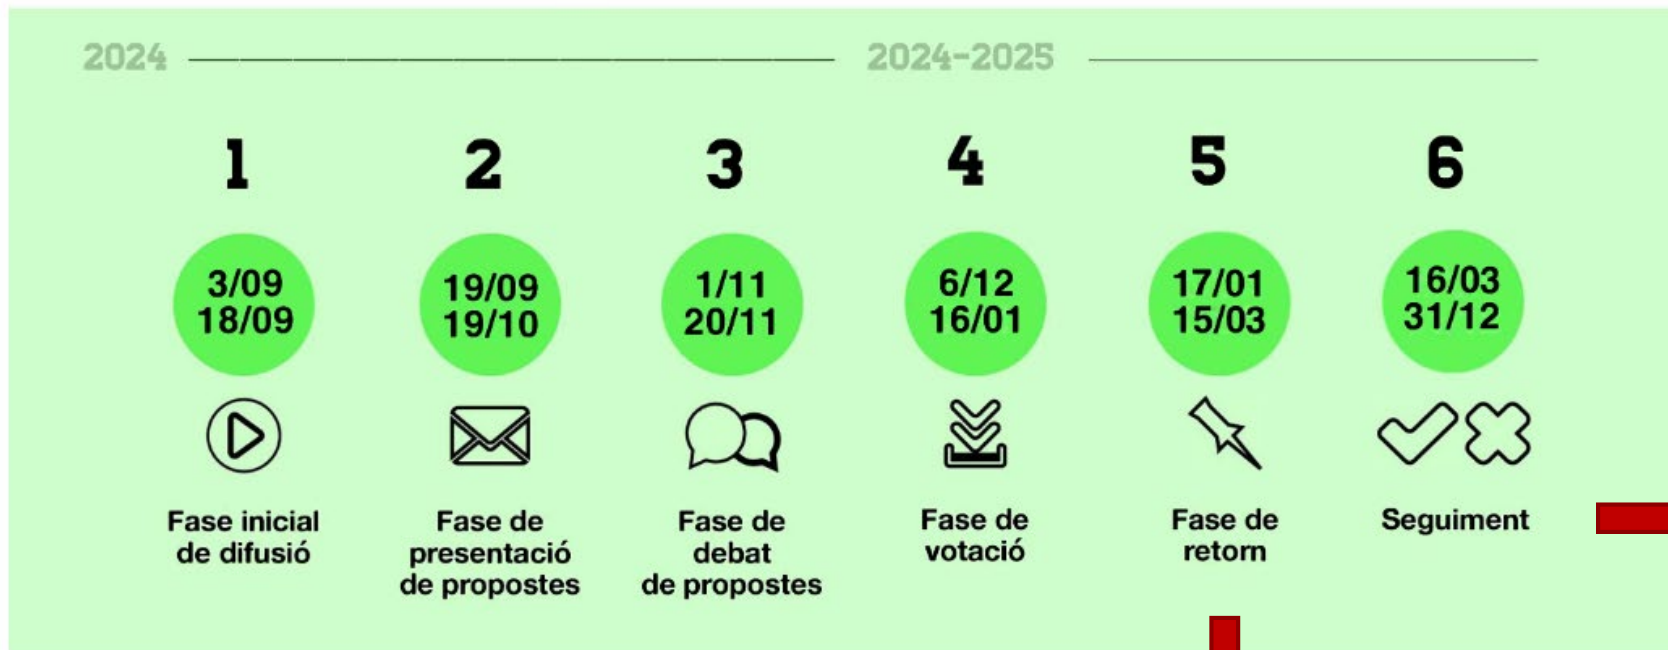 2024
2024-2025
1
2
3
4
5
6
3/09
18/09
19/09
19/10
1/11
20/11
6/12
16/01
17/01
15/03
16/03
31/12
Fase inicial
de difusió
Fase de
presentació
de propostes
Fase de
debat
de propostes
Fase de
votació
Fase de
retorn
Seguiment